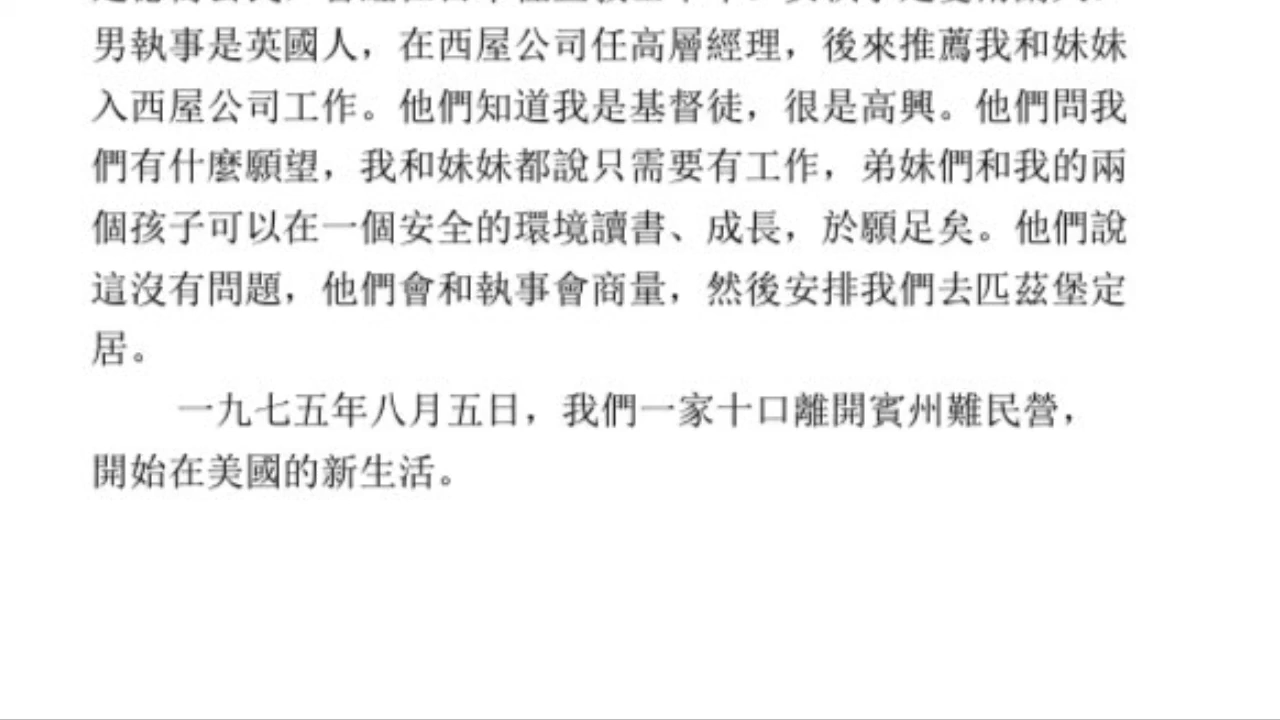 男執事是英國人，在西屋公司任高層經理，後來推薦我和妹妹
入西屋公司工作。他們知道我是基督徒，很是高興。他們問我
們有什麼願望，我和妹妹都說只需要有工作，弟妹們和我的兩
個孩子可以在一個安全的環境讀書、成長，於願足矣。他們說
這沒有問題，他們會和執事會商量，然後安排我們去匹茲堡定
居。
一九七五年八月五日，我們一家十口離開賓州難民營，
開始在美國的新生活。